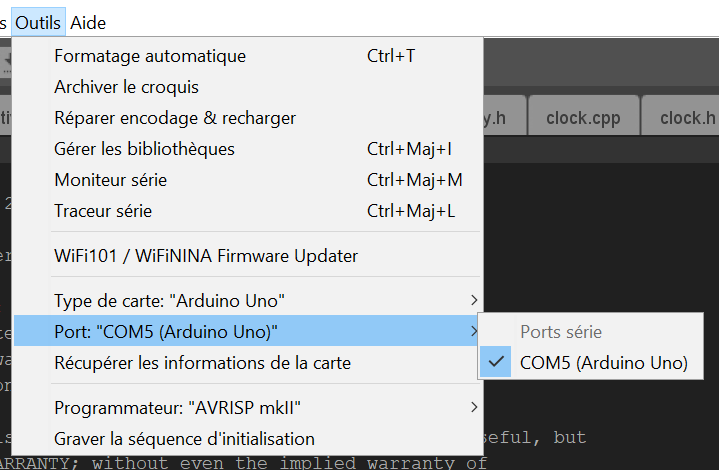 Outils Aide
Formatage automatique Ctrl+T
Archiver le croquis
Réparer encodage & recharger
y.h clock.cpp clock.h
Gérer les bibliothèques Ctrl+Maj+I
Moniteur série Ctrl+Maj+M
Traceur série Ctrl+Maj+L
WiFi101 / WiFiNINA Firmware Updater
Type de carte: "Arduino Uno"
Port: "COM5 (Arduino Uno)"
Ports série
COM5 (Arduino Uno)
Récupérer les informations de la carte
Programmateur: "AVRISP mkII"
Graver la séquence d'initialisation
seful, but
ARRANTY; without even the implied warranty of